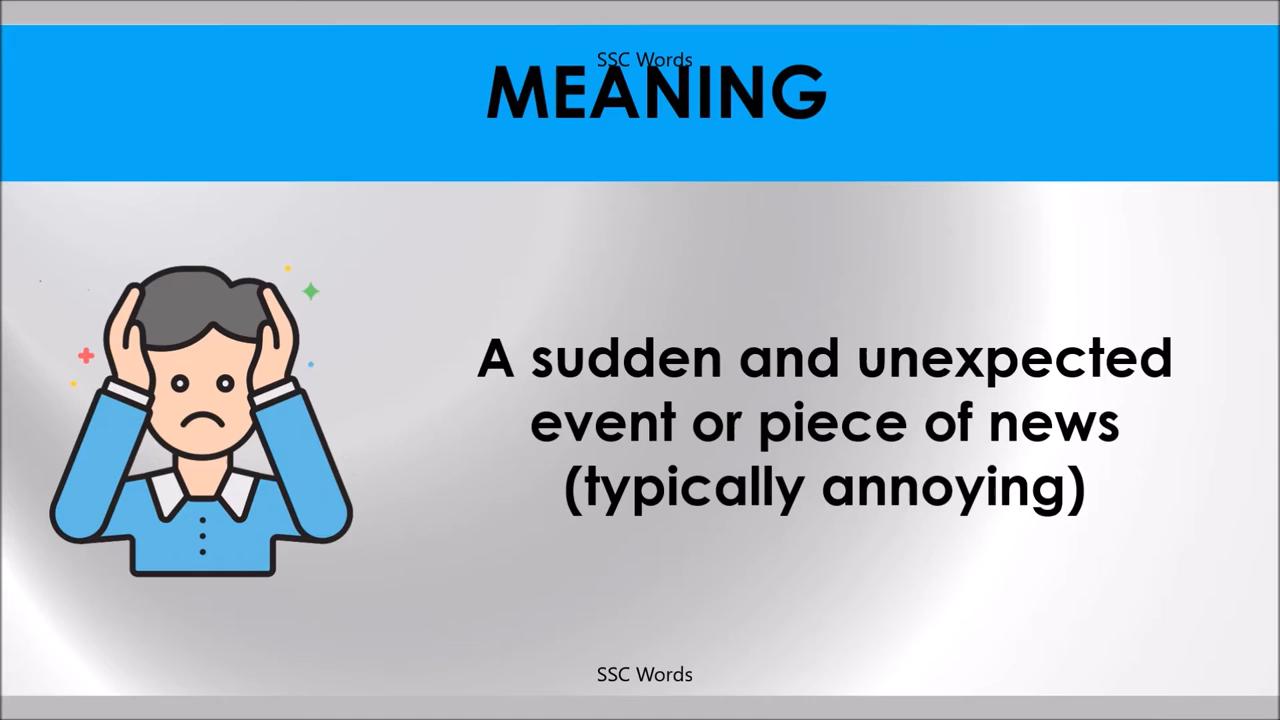 SSC Words
MEANING
A sudden and unexpected
event or piece of news
(typically annoying)
SSC Words